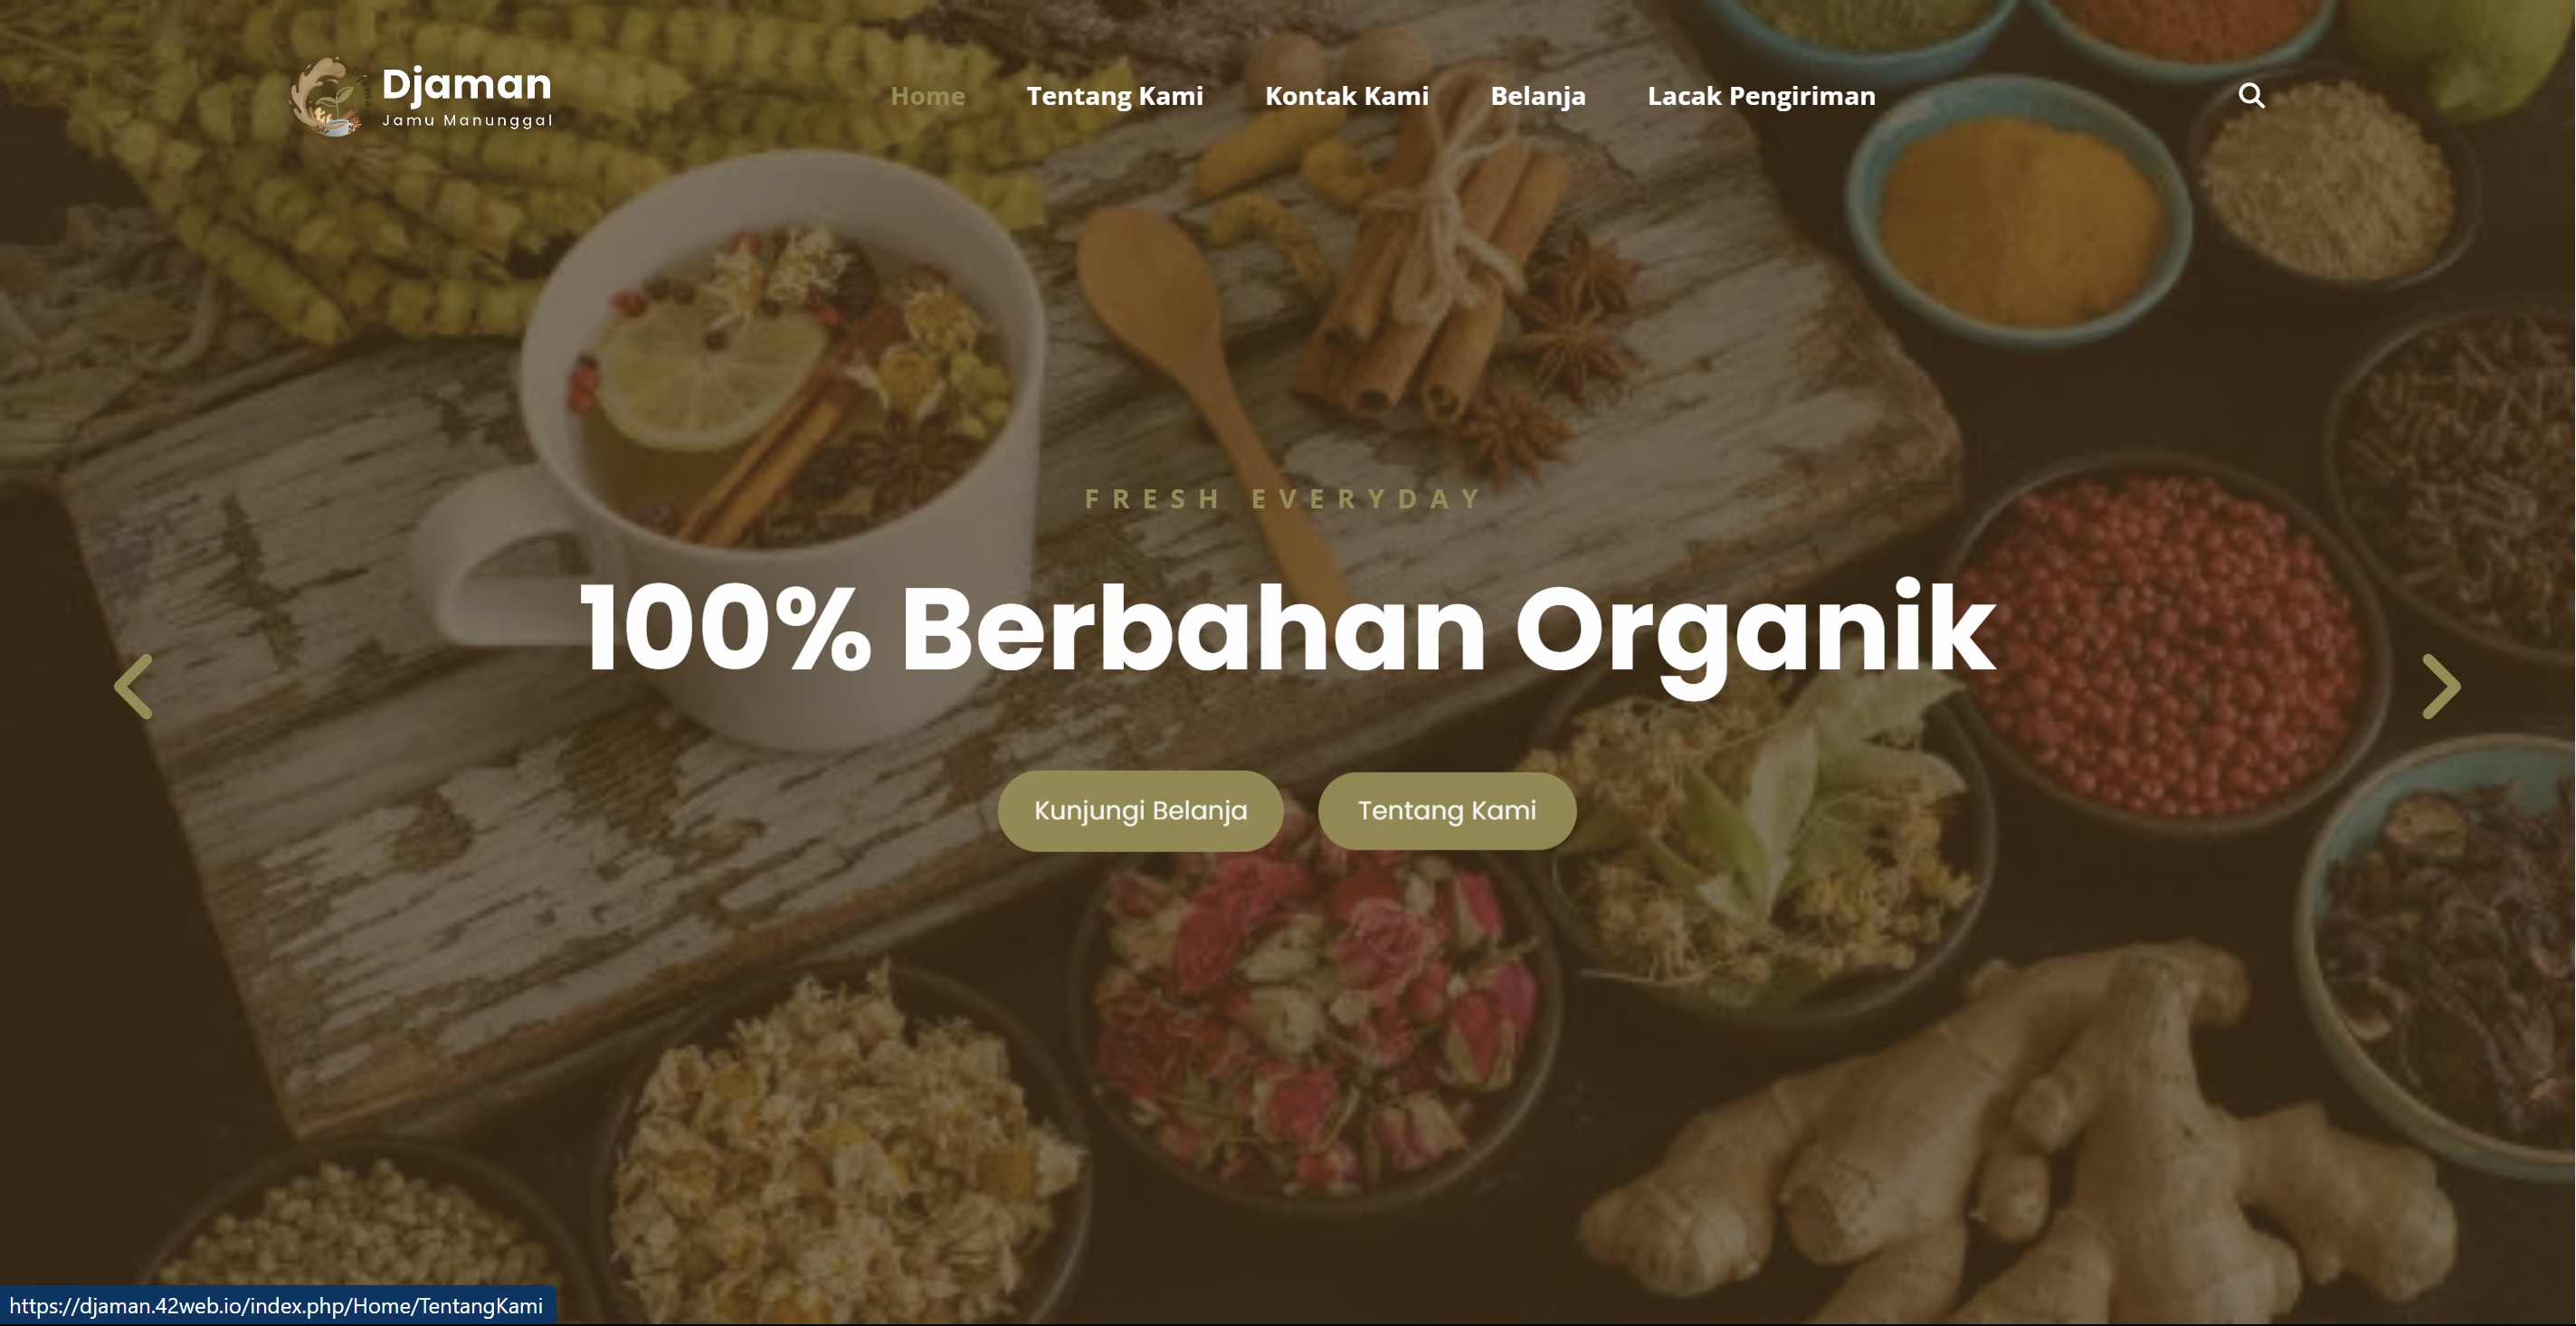 Djaman
Jamu Manunggal
Home
Tentang Kami
Kontak Kami
Belanja
Lacak Pengiriman
FRESH EVERYDAY
100% Berbahan Organik
Kunjungi Belanja
Tentang Kami
https://djaman.42web.io/index.php/Home/TentangKami